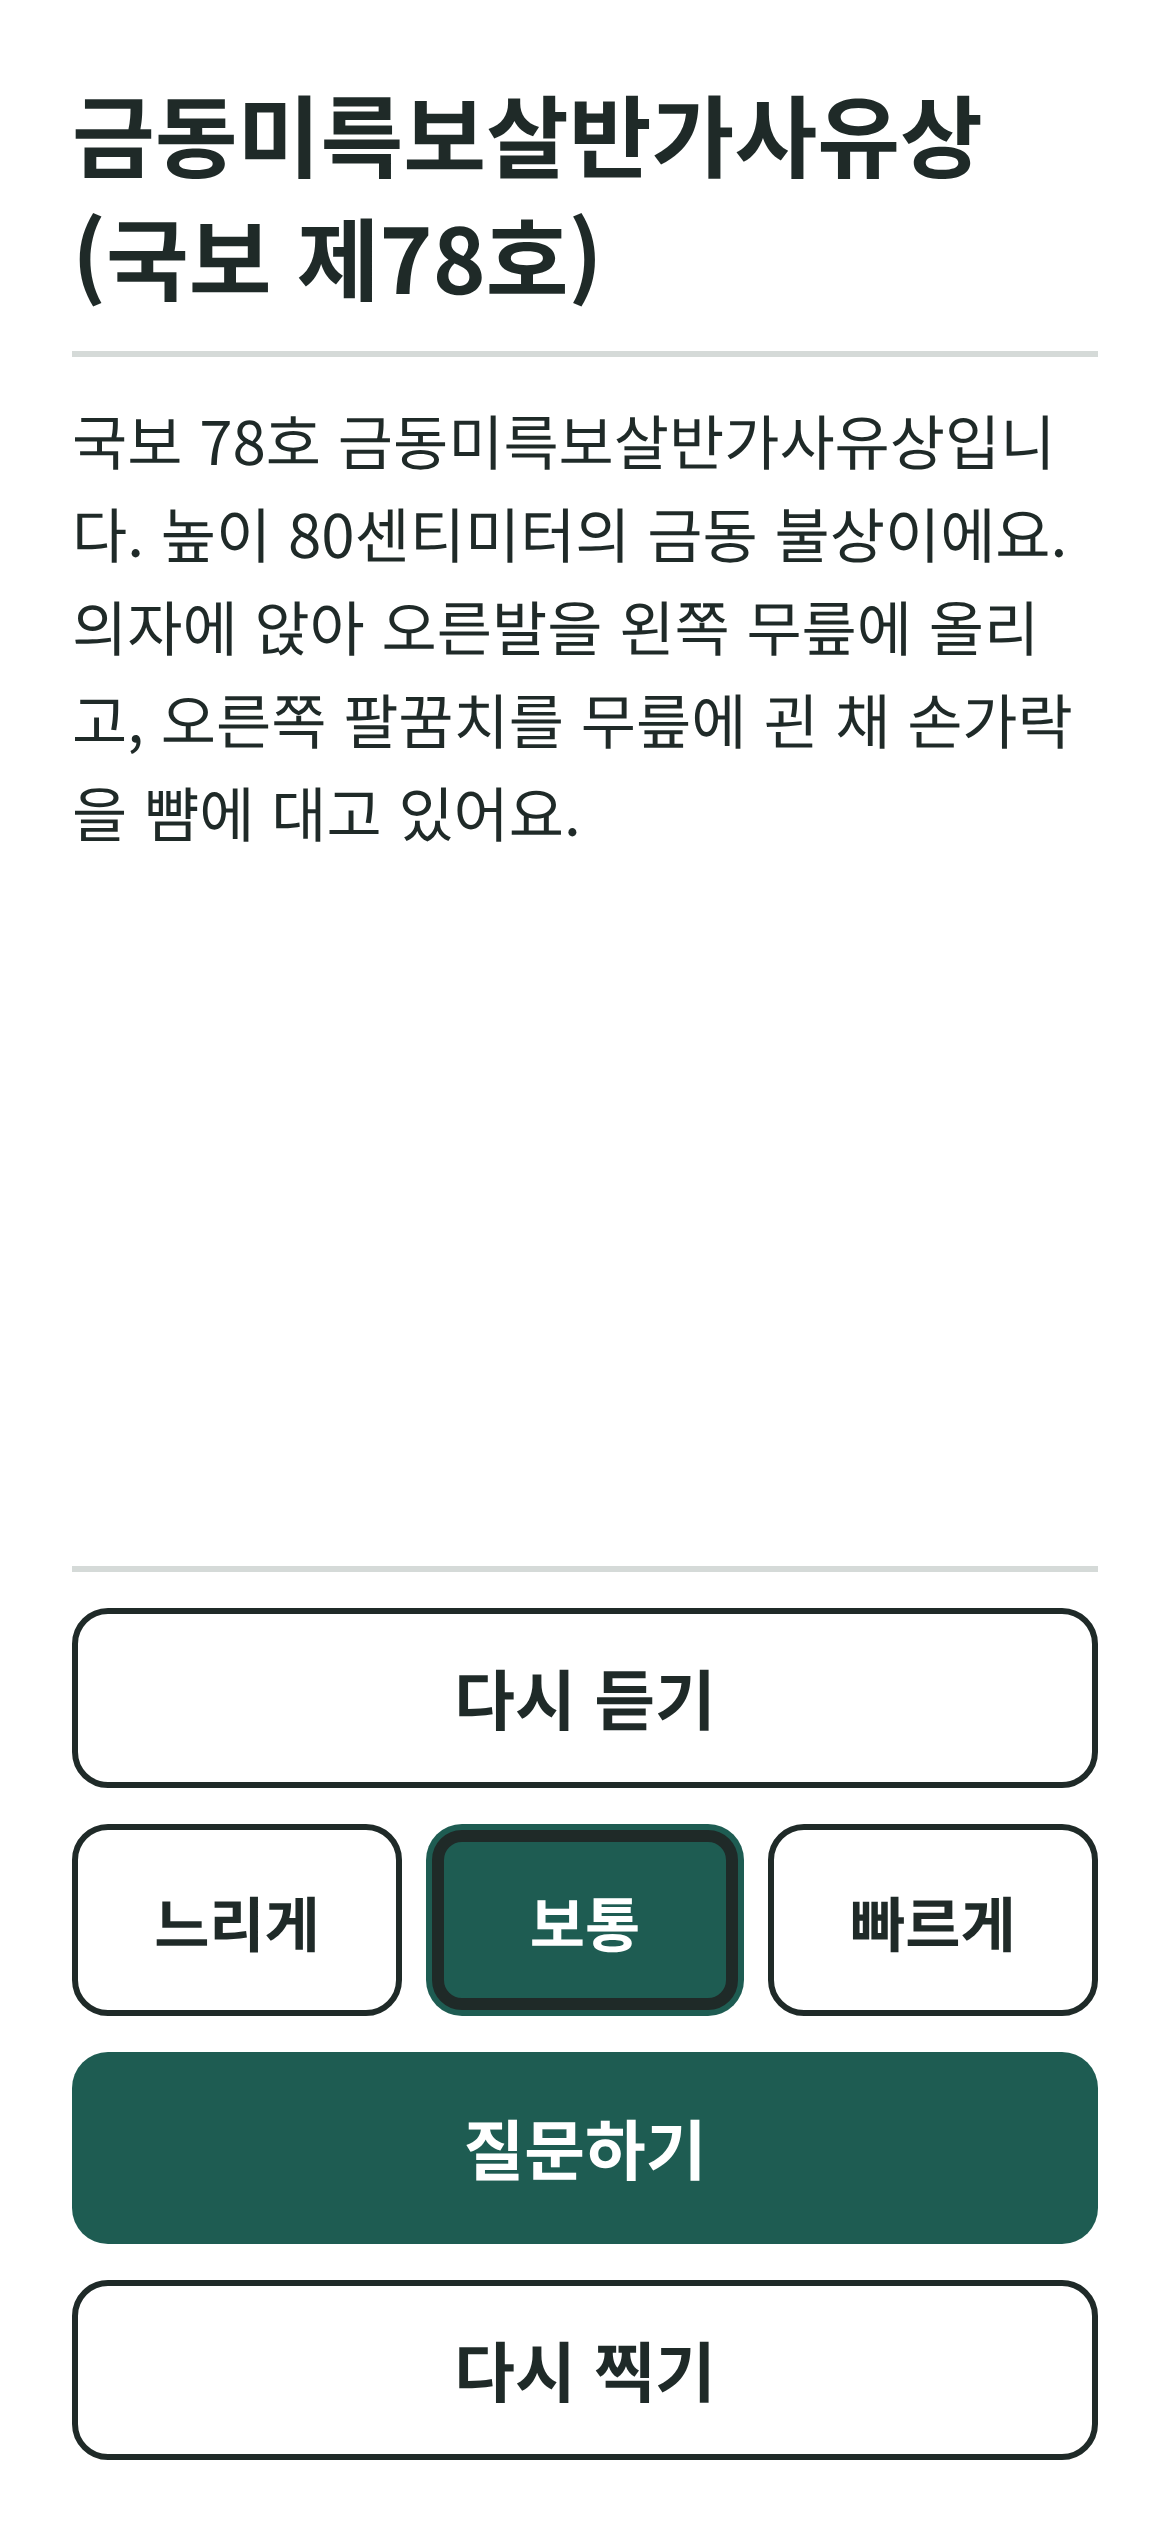 금동미륵보살반가사유상
(국보 제78호)
국보 78호 금동미륵보살반가사유상입니
다. 높이 80센티미터의 금동 불상이에요.
의자에 앉아 오른발을 왼쪽 무릎에 올리
고, 오른쪽 팔꿈치를 무릎에 괸 채 손가락
을 뺨에 대고 있어요.
다시 듣기
느리게 보통 빠르게
질문하기
다시 찍기